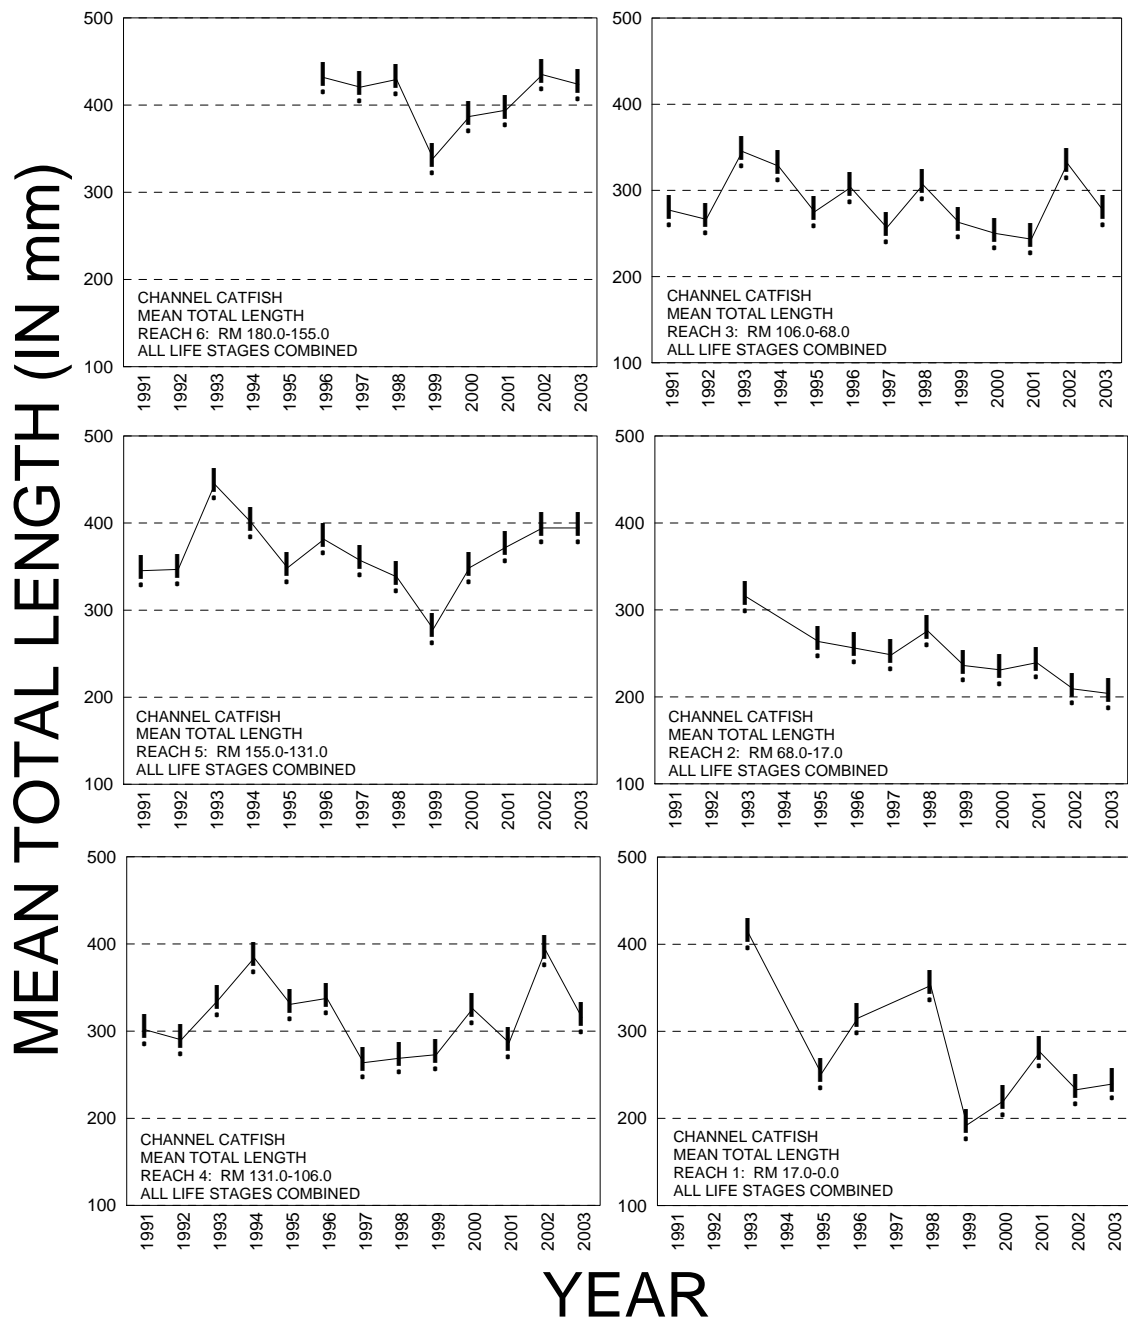 MEAN TOTAL LENGTH (IN mm)
500
400
300
200
100
CHANNEL CATFISH
MEAN TOTAL LENGTH
REACH 6: RM 180.0-155.0
ALL LIFE STAGES COMBINED
1991 1992 1993 1994 1995 1996 1997 1998 1999 2000 2001 2002 2003
500
400
300
200
100
CHANNEL CATFISH
MEAN TOTAL LENGTH
REACH 3: RM 106.0-68.0
ALL LIFE STAGES COMBINED
1991 1992 1993 1994 1995 1996 1997 1998 1999 2000 2001 2002 2003
500
400
300
200
100
CHANNEL CATFISH
MEAN TOTAL LENGTH
REACH 5: RM 155.0-131.0
ALL LIFE STAGES COMBINED
1991 1992 1993 1994 1995 1996 1997 1998 1999 2000 2001 2002 2003
500
400
300
200
100
CHANNEL CATFISH
MEAN TOTAL LENGTH
REACH 2: RM 68.0-17.0
ALL LIFE STAGES COMBINED
1991 1992 1993 1994 1995 1996 1997 1998 1999 2000 2001 2002 2003
500
400
300
200
100
CHANNEL CATFISH
MEAN TOTAL LENGTH
REACH 4: RM 131.0-106.0
ALL LIFE STAGES COMBINED
1991 1992 1993 1994 1995 1996 1997 1998 1999 2000 2001 2002 2003
500
400
300
200
100
CHANNEL CATFISH
MEAN TOTAL LENGTH
REACH 1: RM 17.0-0.0
ALL LIFE STAGES COMBINED
1991 1992 1993 1994 1995 1996 1997 1998 1999 2000 2001 2002 2003
YEAR